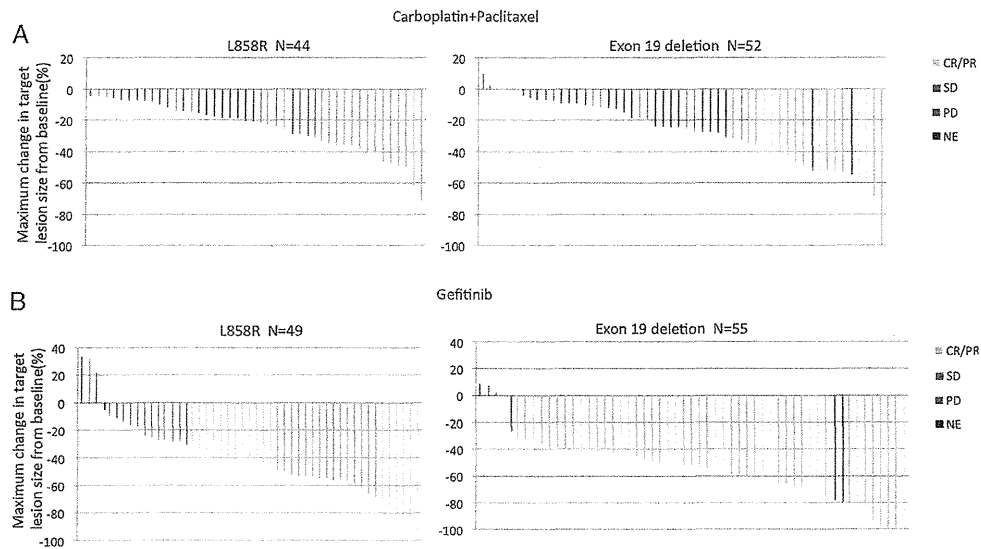 Carboplatin+Paclitaxel
A
L858R N=44
Exon 19 deletion N=52
Maximum change in target
lesion size from baseline(%)
20
0
-20
-40
-60
-80
-100
20
0
-20
-40
-60
-80
-100
CR/PR
SD
PD
NE
Gefitinib
B
L858R N=49
Exon 19 deletion N=55
Maximum change in target
lesion size from baseline(%)
40
20
0
-20
-40
-60
-80
-100
40
20
0
-20
-40
-60
-80
-100
CR/PR
SD
PD
NE